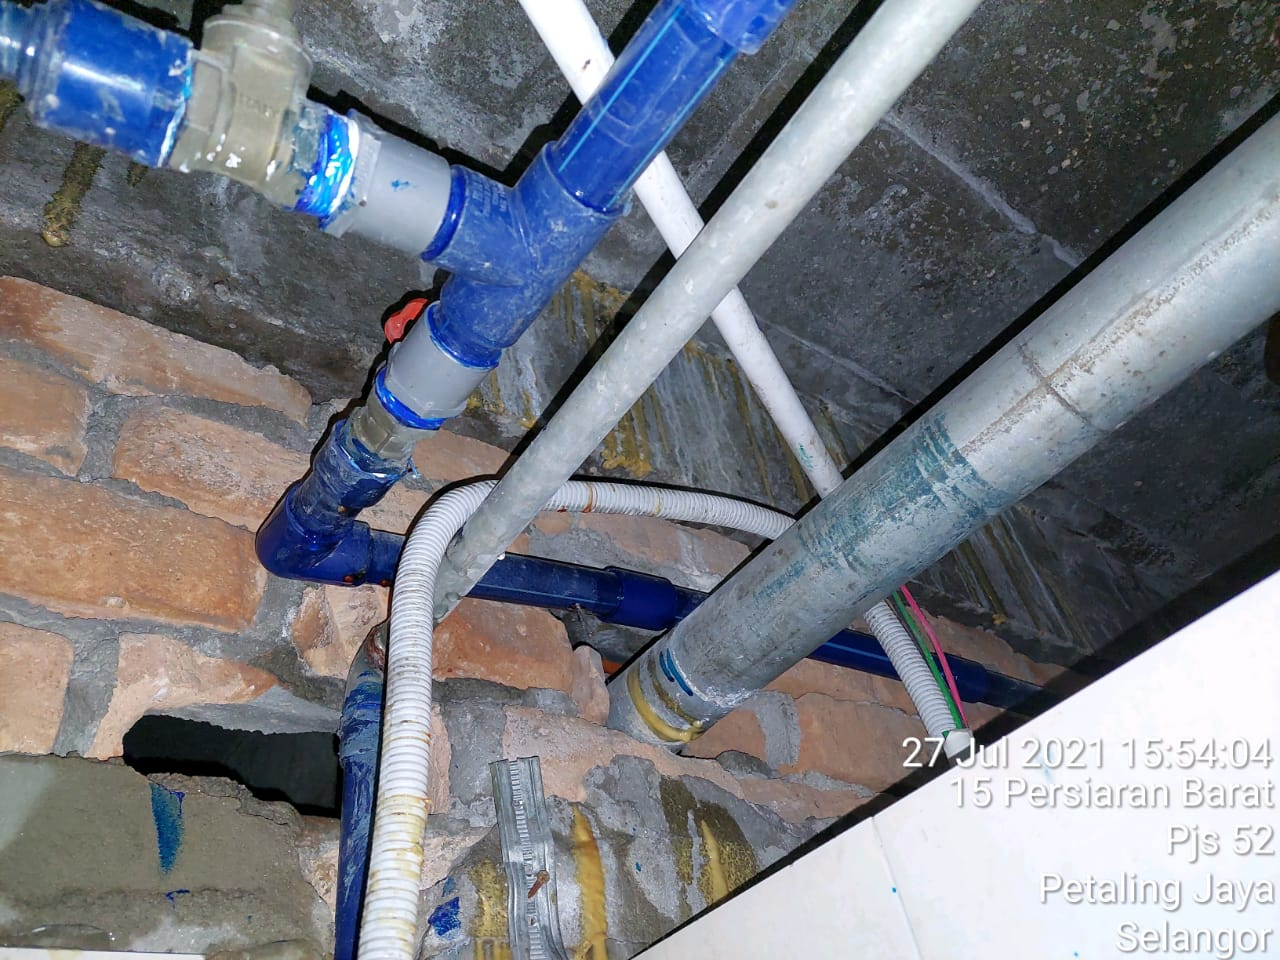 27 Jul 2021 15:54:04
15 Persiaran Barat
Pjs 52
Petaling Jaya
Selangor